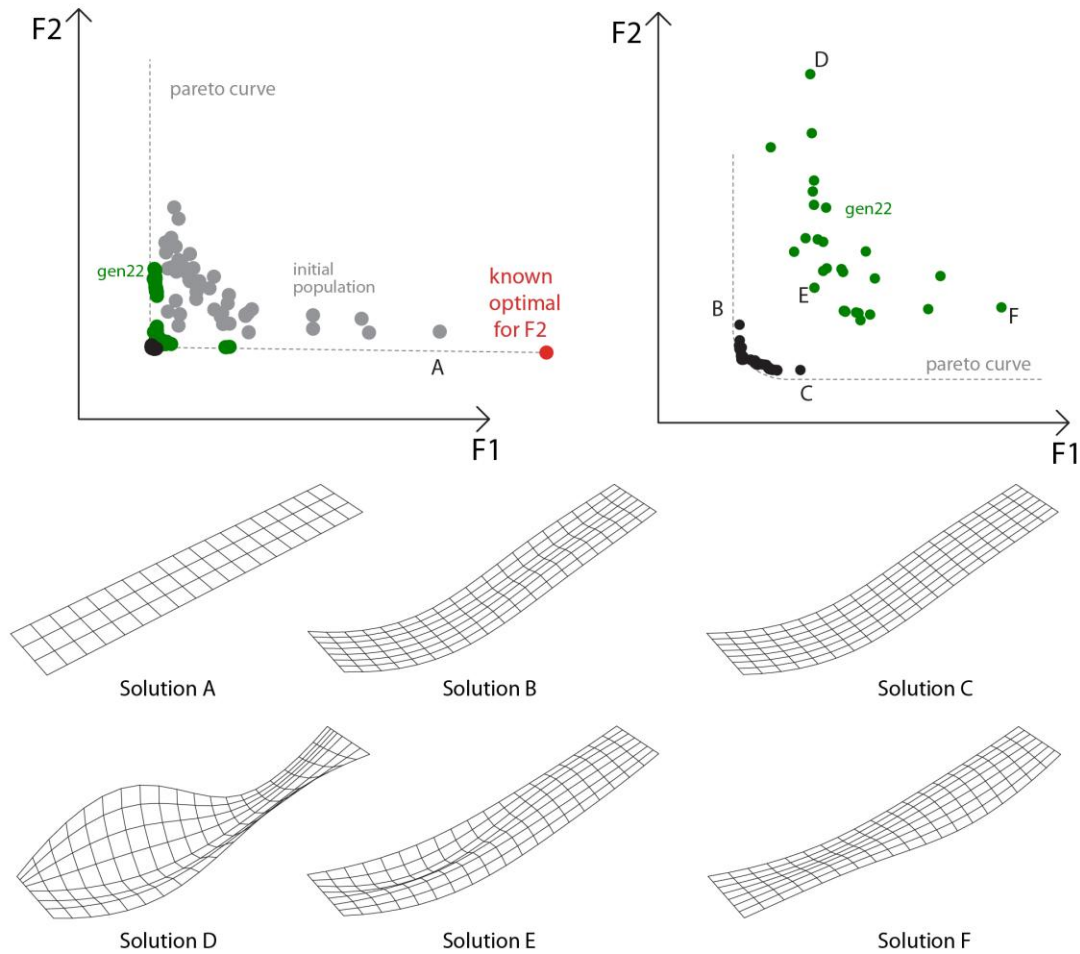 F2
pareto curve
gen22
initial
population
known
optimal
for F2
A
F1
F2
D
gen22
E
B
F
pareto curve
C
F1
Solution A
Solution B
Solution C
Solution D
Solution E
Solution F